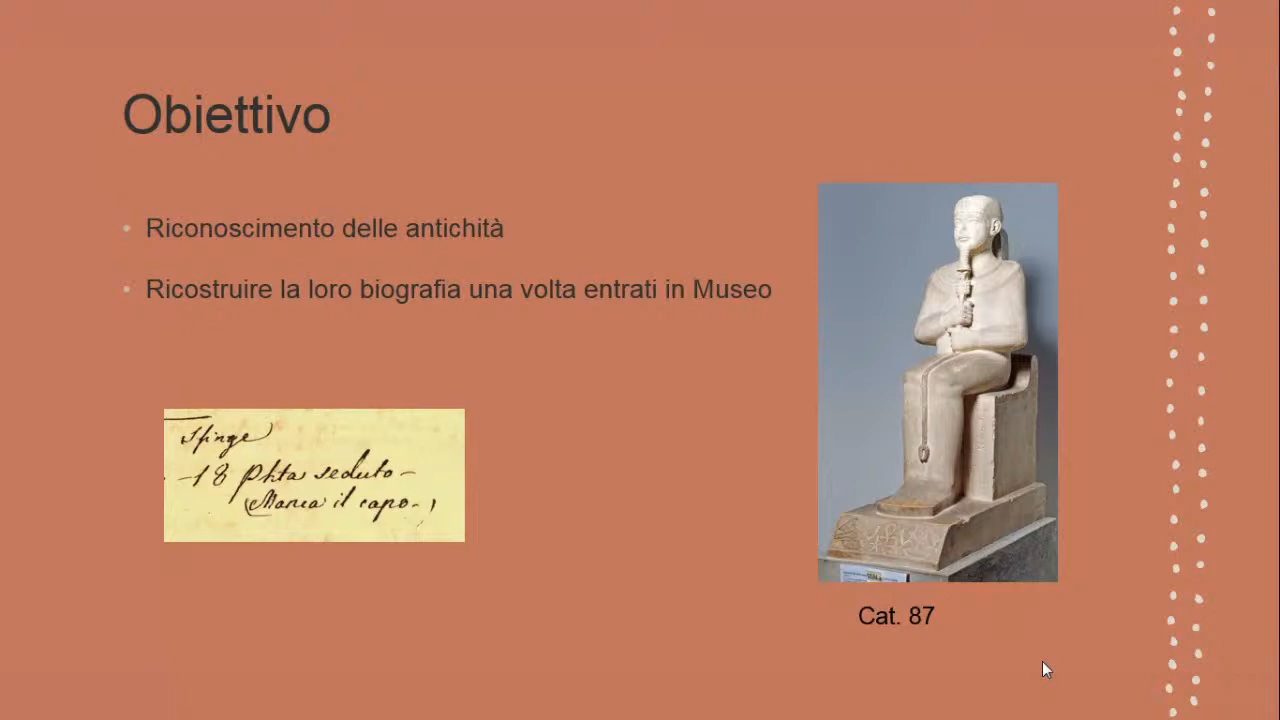 Obiettivo
• Riconoscimento delle antichità
• Ricostruire la loro biografia una volta entrati in Museo
Sfinge
-18 Phta seduto-
(Manca il capo-)
Cat. 87